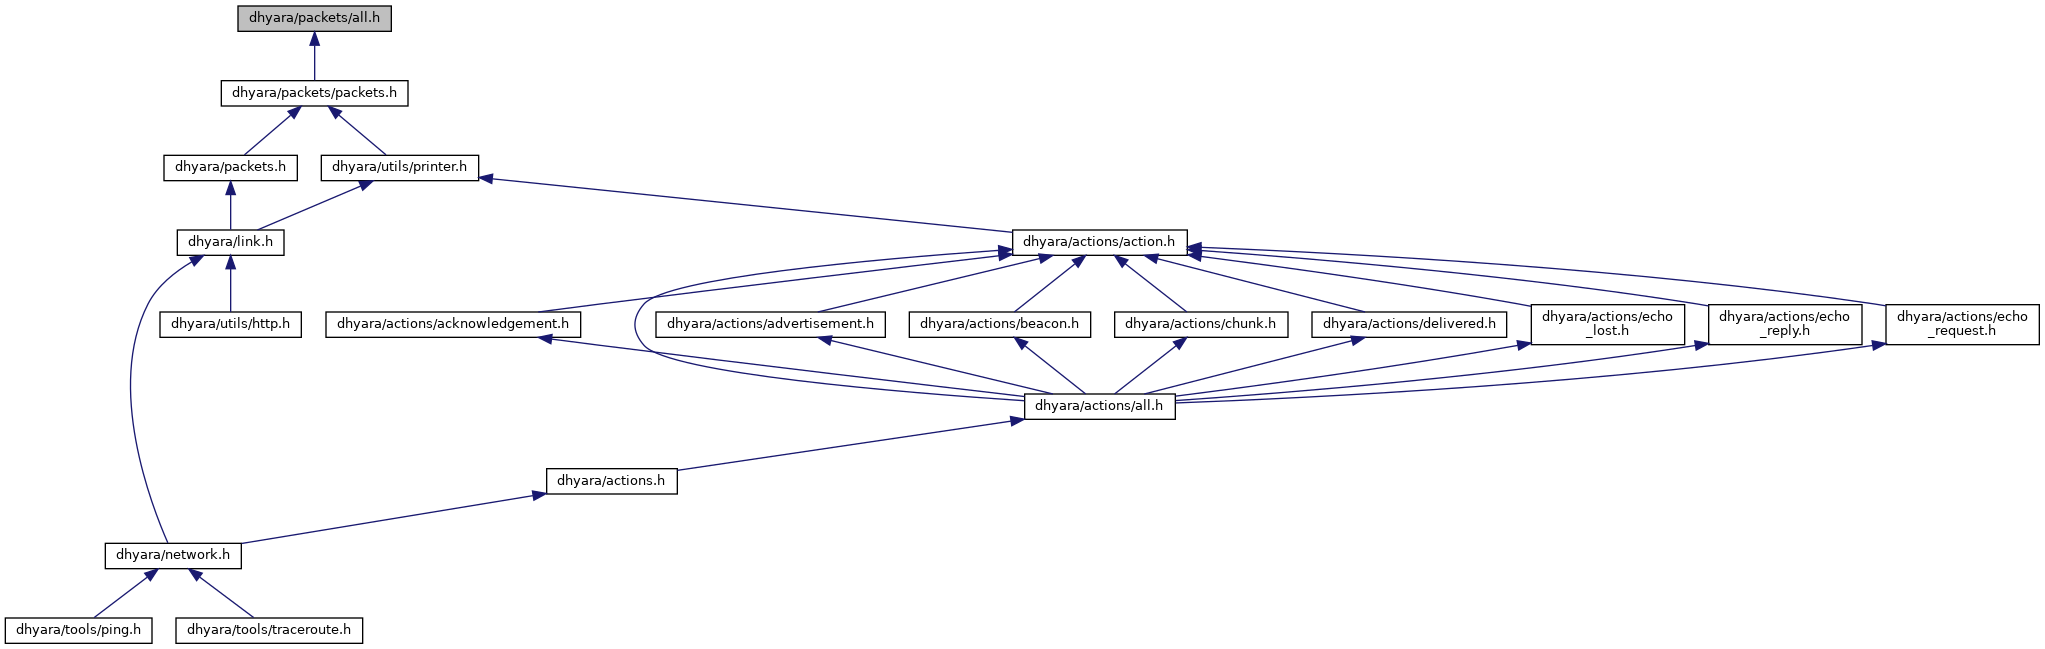 dhyara/packets/all.h
dhyara/packets/packets.h
dhyara/packets.h
dhyara/utils/printer.h
dhyara/link.h
dhyara/actions/action.h
dhyara/utils/http.h
dhyara/actions/acknowledgement.h
dhyara/actions/advertisement.h
dhyara/actions/beacon.h
dhyara/actions/chunk.h
dhyara/actions/delivered.h
dhyara/actions/echo
_lost.h
dhyara/actions/echo
_reply.h
dhyara/actions/echo
_request.h
dhyara/actions/all.h
dhyara/actions.h
dhyara/network.h
dhyara/tools/ping.h
dhyara/tools/traceroute.h